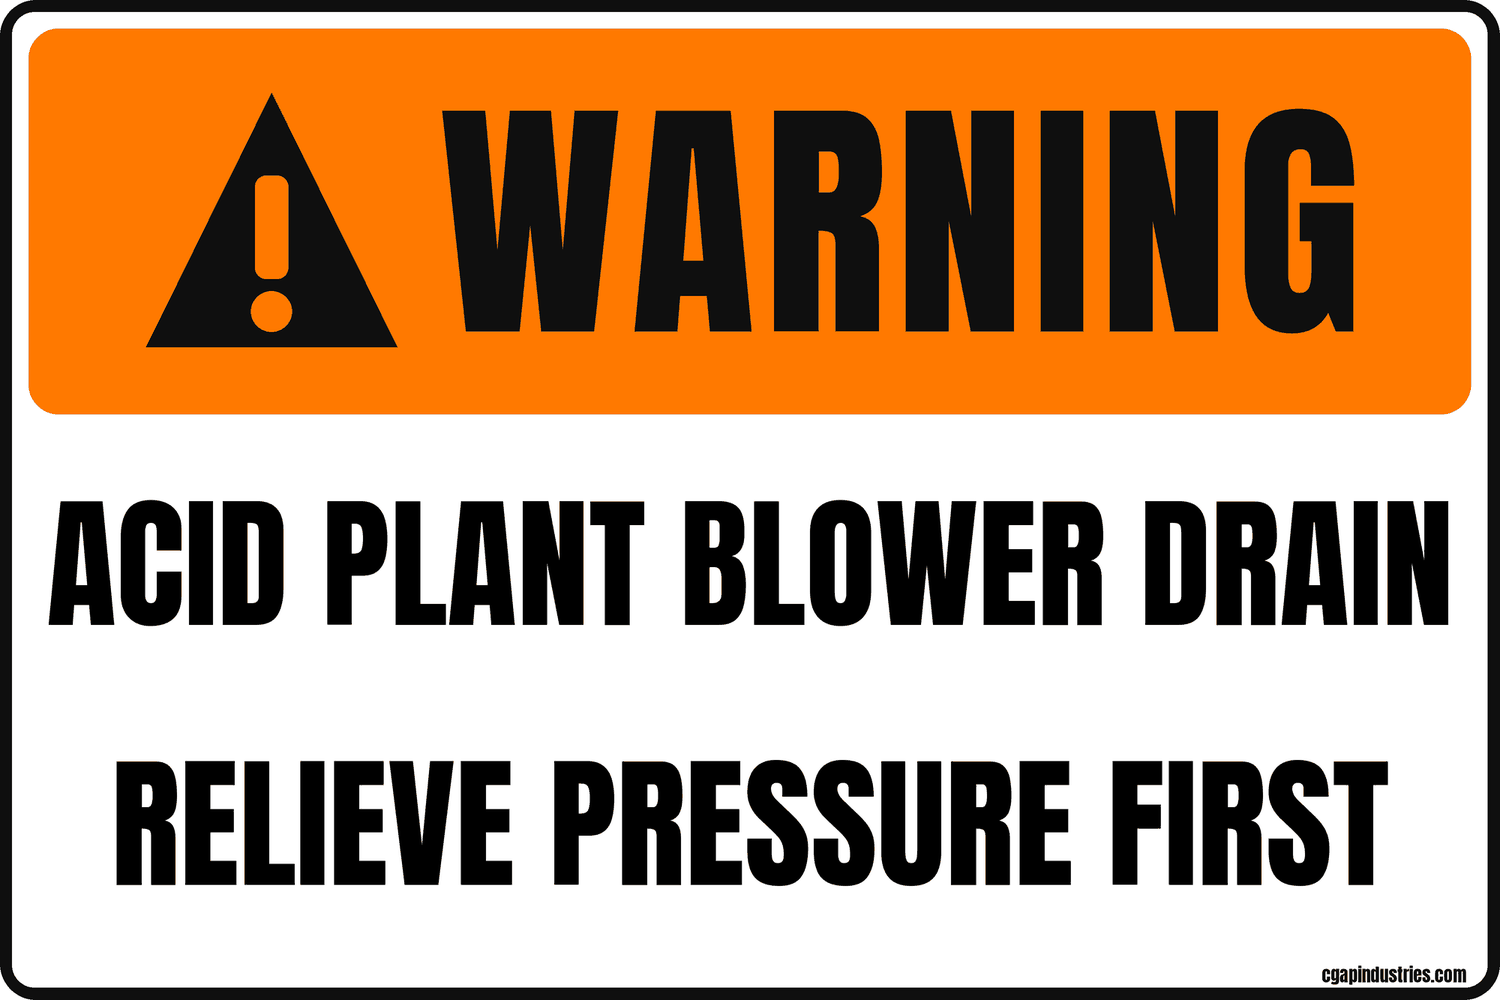 WARNING
ACID PLANT BLOWER DRAIN
RELIEVE PRESSURE FIRST
cgapindustries.com